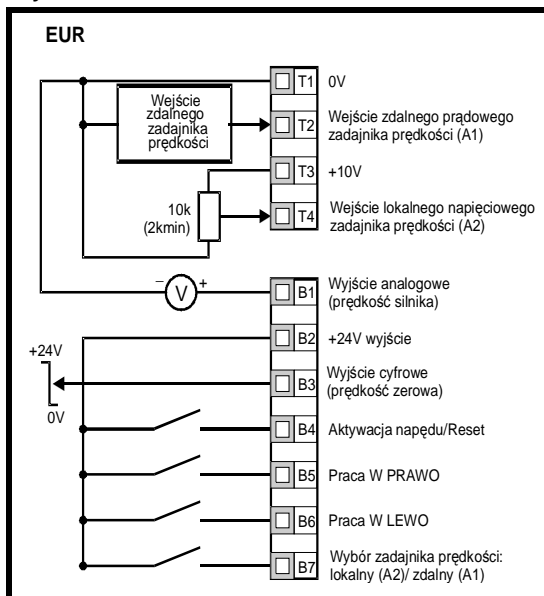 EUR
T1 0V
Wejście
zdalnego
zadajnika
prędkości
T2 Wejście zdalnego prądowego
zadajnika prędkości (A1)
T3 +10V
10k
(2kmin)
T4 Wejście lokalnego napięciowego
zadajnika prędkości (A2)
− V +
B1 Wyjście analogowe
(prędkość silnika)
B2 +24V wyjście
+24V
B3 Wyjście cyfrowe
(prędkość zerowa)
0V
B4 Aktywacja napędu/Reset
B5 Praca W PRAWO
B6 Praca W LEWO
B7 Wybór zadajnika prędkości:
lokalny (A2)/ zdalny (A1)